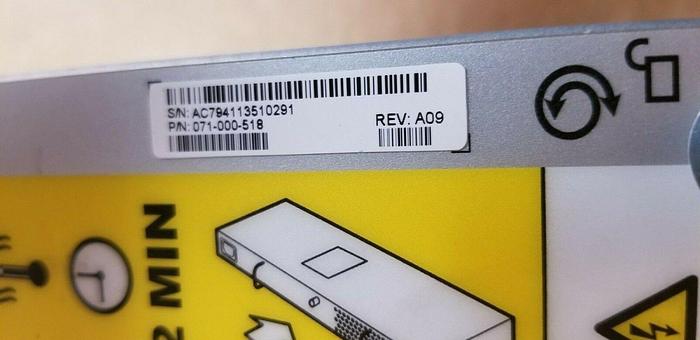 S/N: AC794113510291
P/N: 071-000-518
REV: A09
2 MIN